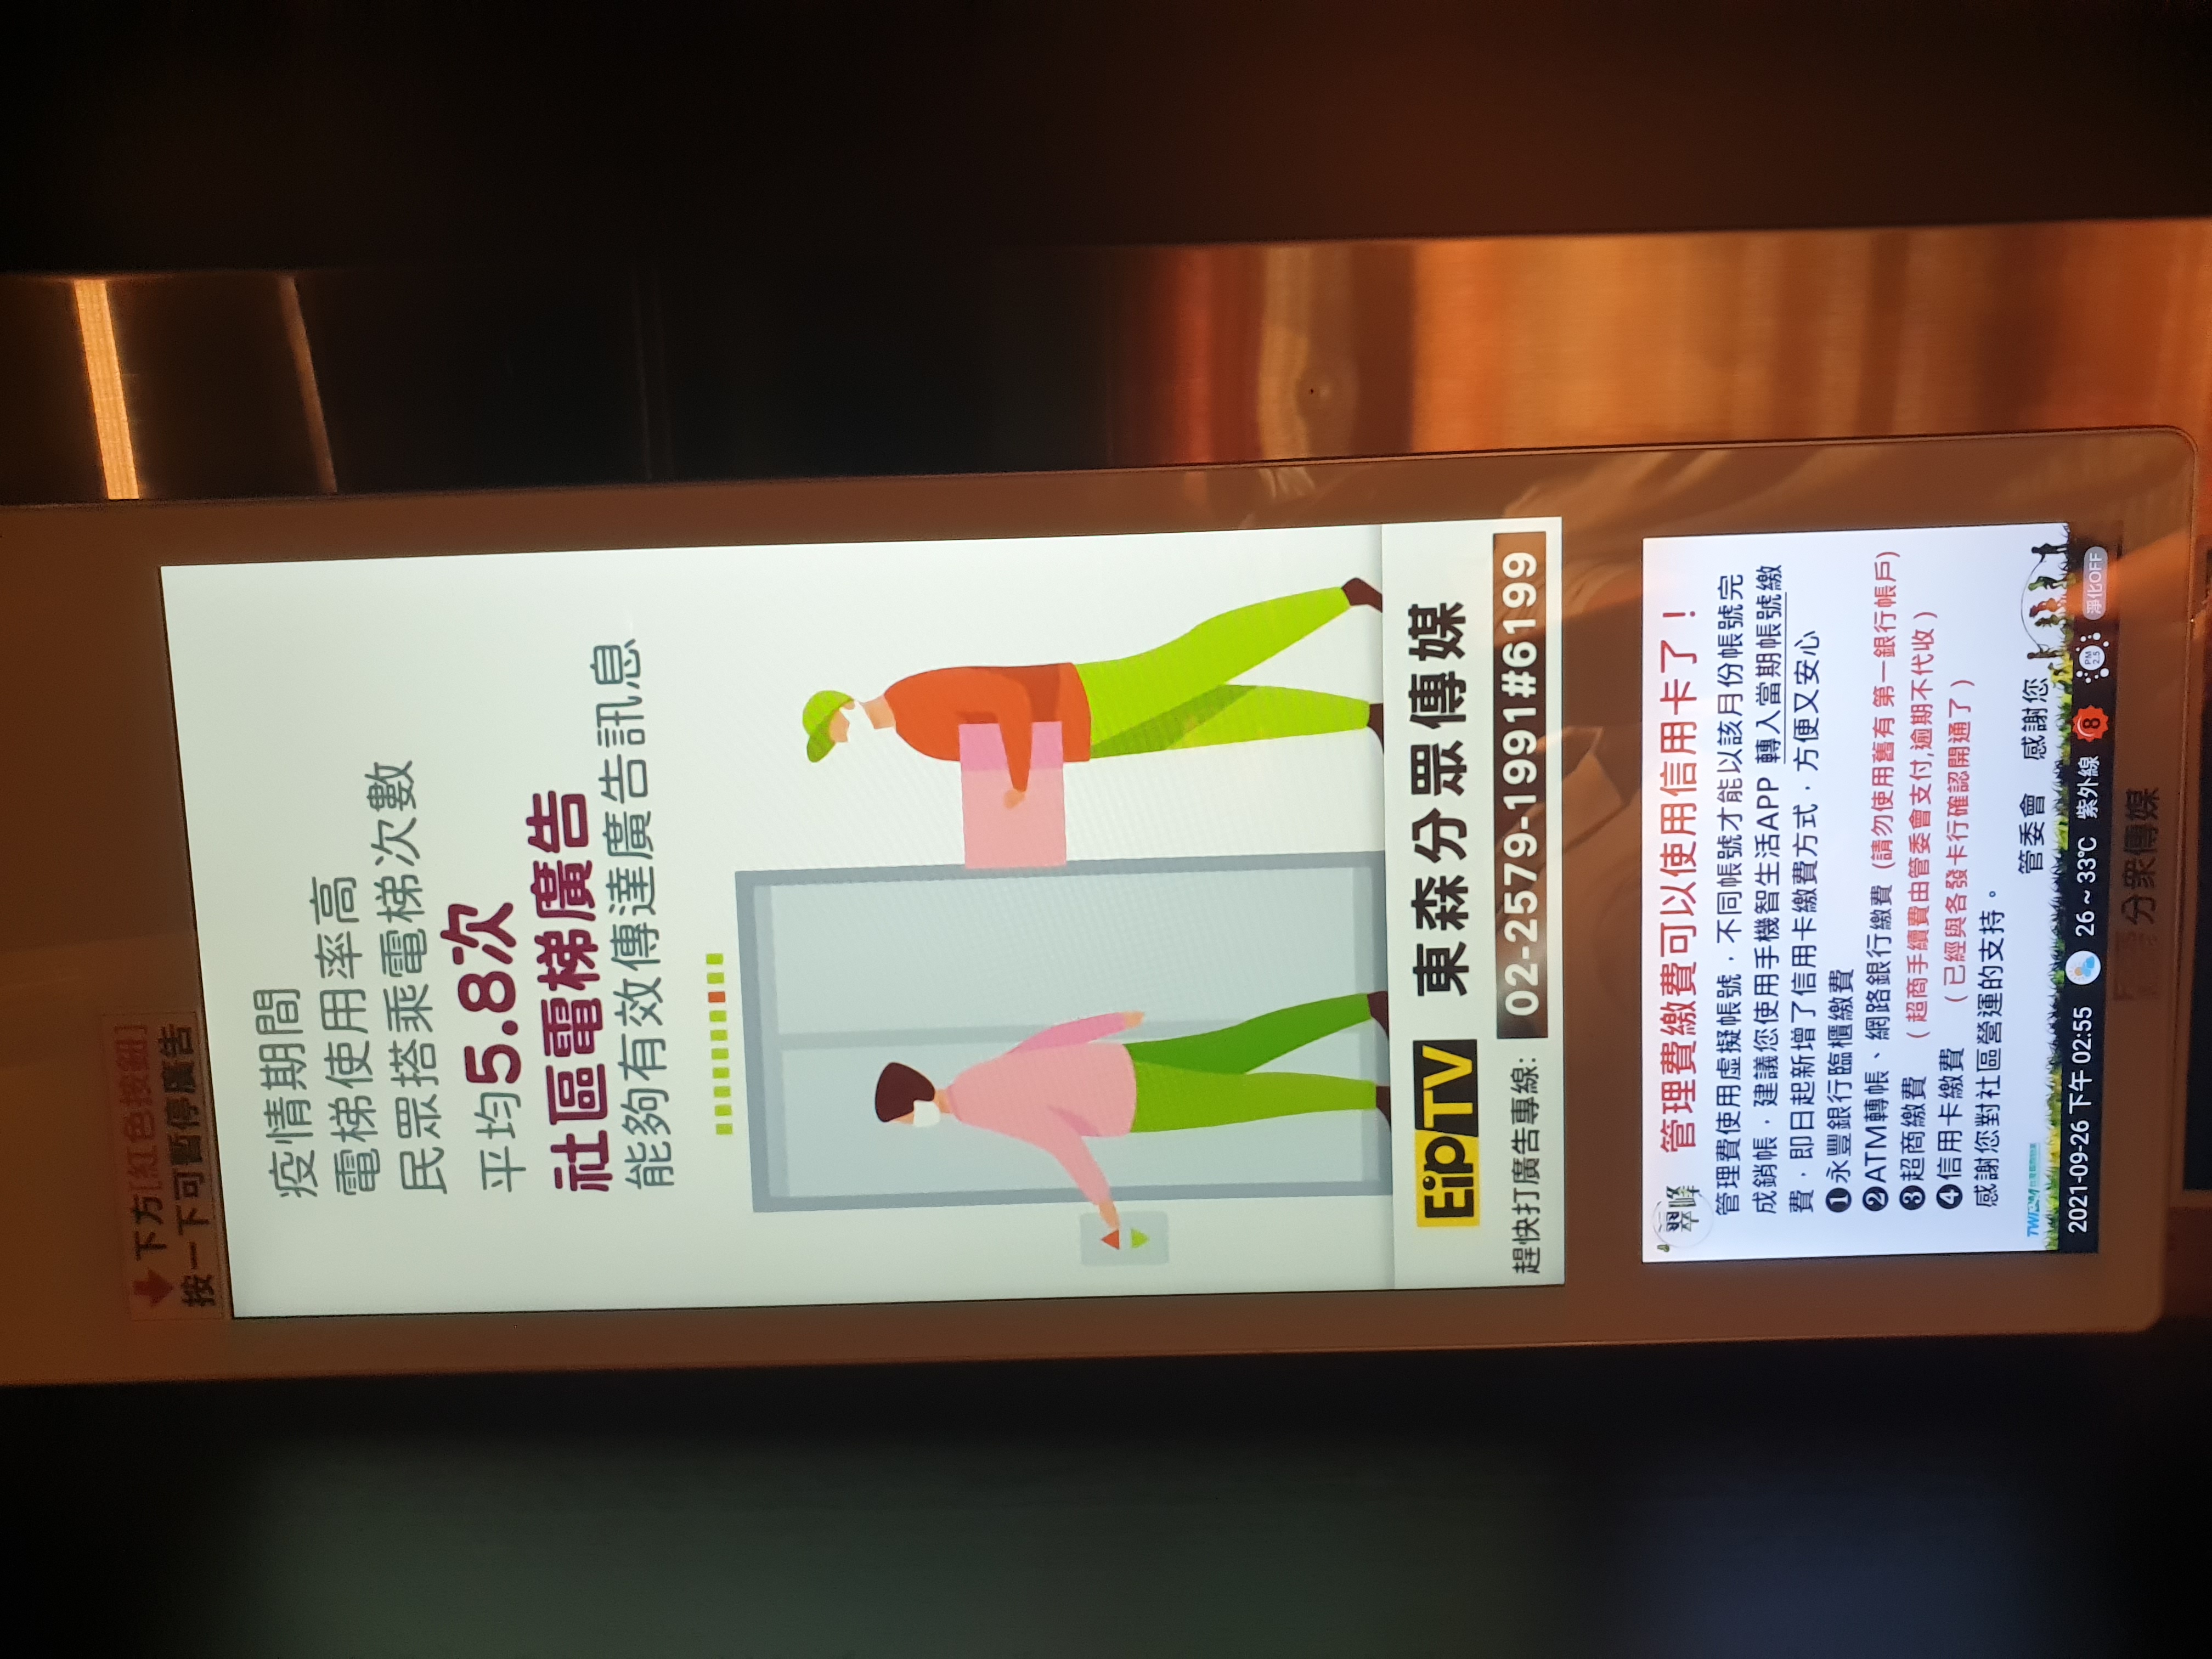 下方[紅色按鈕]
按一下可暫停廣告
疫情期間
電梯使用率高
民眾搭乘電梯次數
平均5.8次
社區電梯廣告
能夠有效傳達廣告訊息
EipTV 東森分眾傳媒
趕快打廣告專線: 02-2579-1991#6199
翠峰 管理費繳費可以使用信用卡了！
管理費使用虛擬帳號，不同帳號才能以該月份帳號完
成銷帳，建議您使用手機智生活APP 轉入當期帳號繳
費，即日起新增了信用卡繳費方式，方便又安心
❶永豐銀行臨櫃繳費
❷ATM轉帳、網路銀行繳費 (請勿使用舊有 第一銀行帳戶)
❸超商繳費 （超商手續費由管委會支付,逾期不代收）
❹信用卡繳費 （已經與各發卡行確認開通了）
感謝您對社區營運的支持。
管委會 感謝您
2021-09-26 下午 02:55 26 ~ 33℃ 紫外線 8 PM 2.5 淨化OFF
分衆傳媒